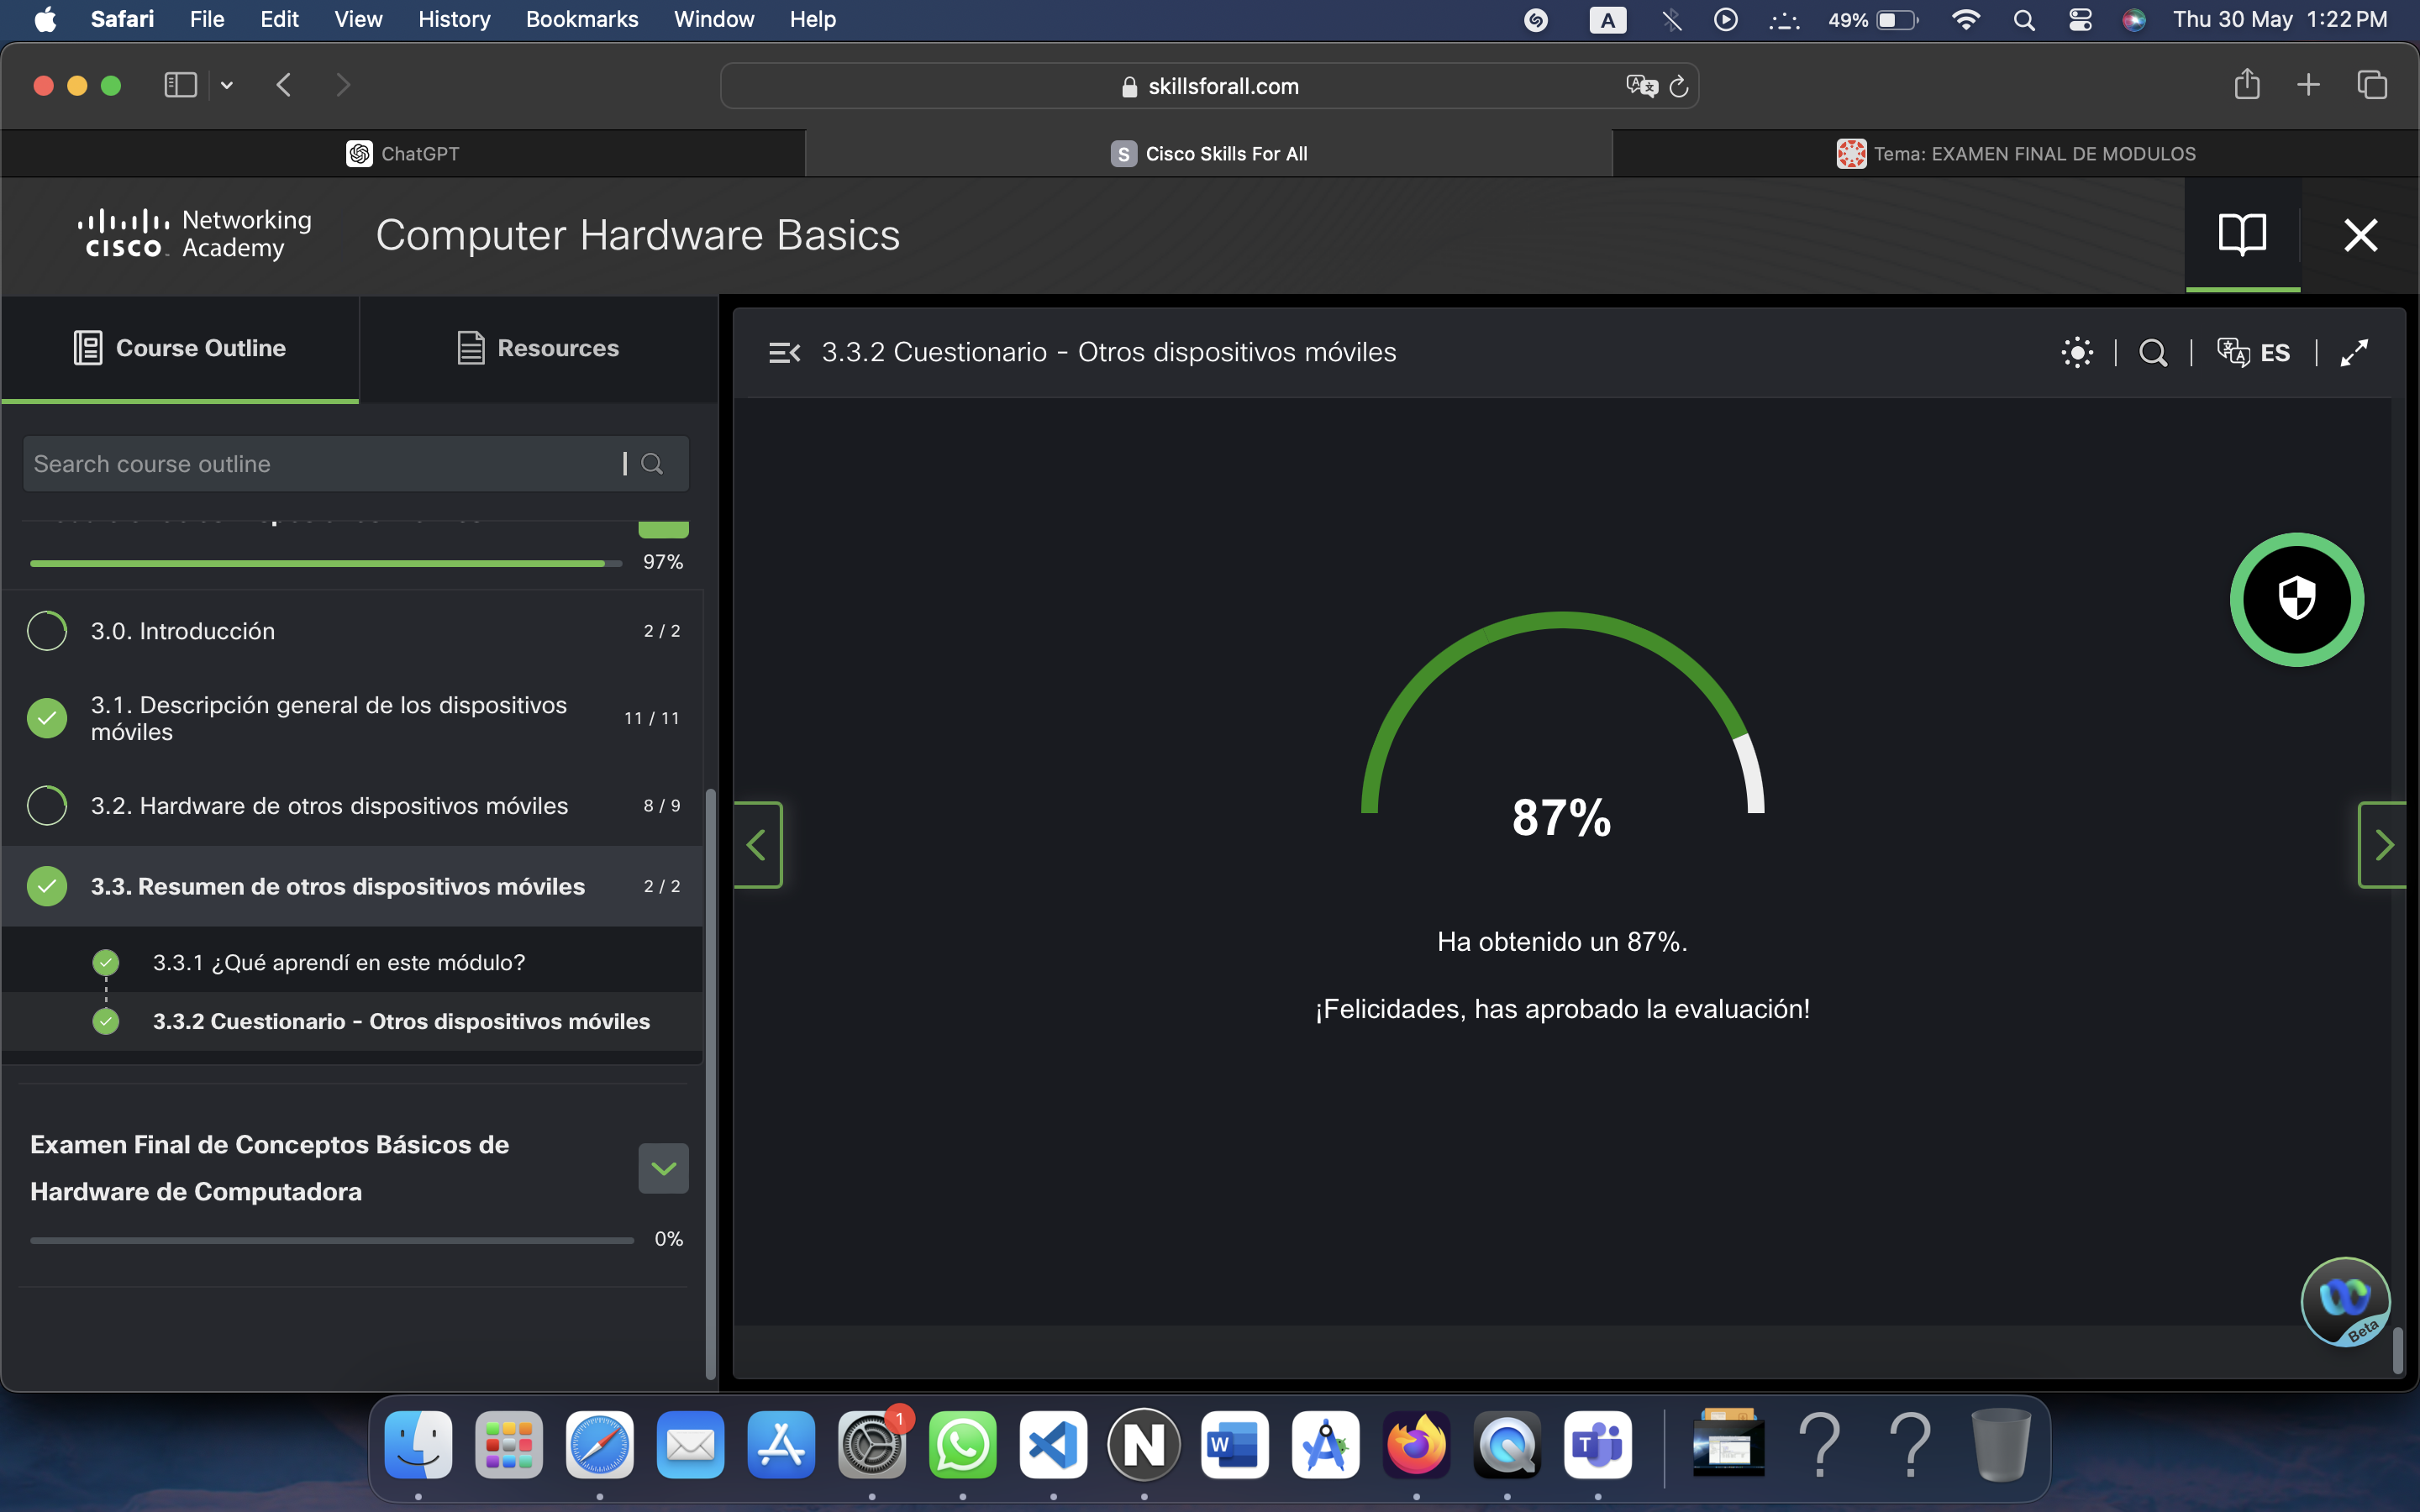 Safari File Edit View History Bookmarks Window Help A 49% Thu 30 May 1:22 PM
skillsforall.com
ChatGPT
S Cisco Skills For All
Tema: EXAMEN FINAL DE MODULOS
CISCO Networking Academy
Computer Hardware Basics
Course Outline
Resources
Search course outline
97%
3.0. Introducción 2 / 2
3.1. Descripción general de los dispositivos
móviles
11 / 11
3.2. Hardware de otros dispositivos móviles 8 / 9
3.3. Resumen de otros dispositivos móviles 2 / 2
3.3.1 ¿Qué aprendí en este módulo?
3.3.2 Cuestionario - Otros dispositivos móviles
Examen Final de Conceptos Básicos de
Hardware de Computadora
0%
3.3.2 Cuestionario - Otros dispositivos móviles
ES
87%
Ha obtenido un 87%.
¡Felicidades, has aprobado la evaluación!
Beta
1
N
W
T
? ?